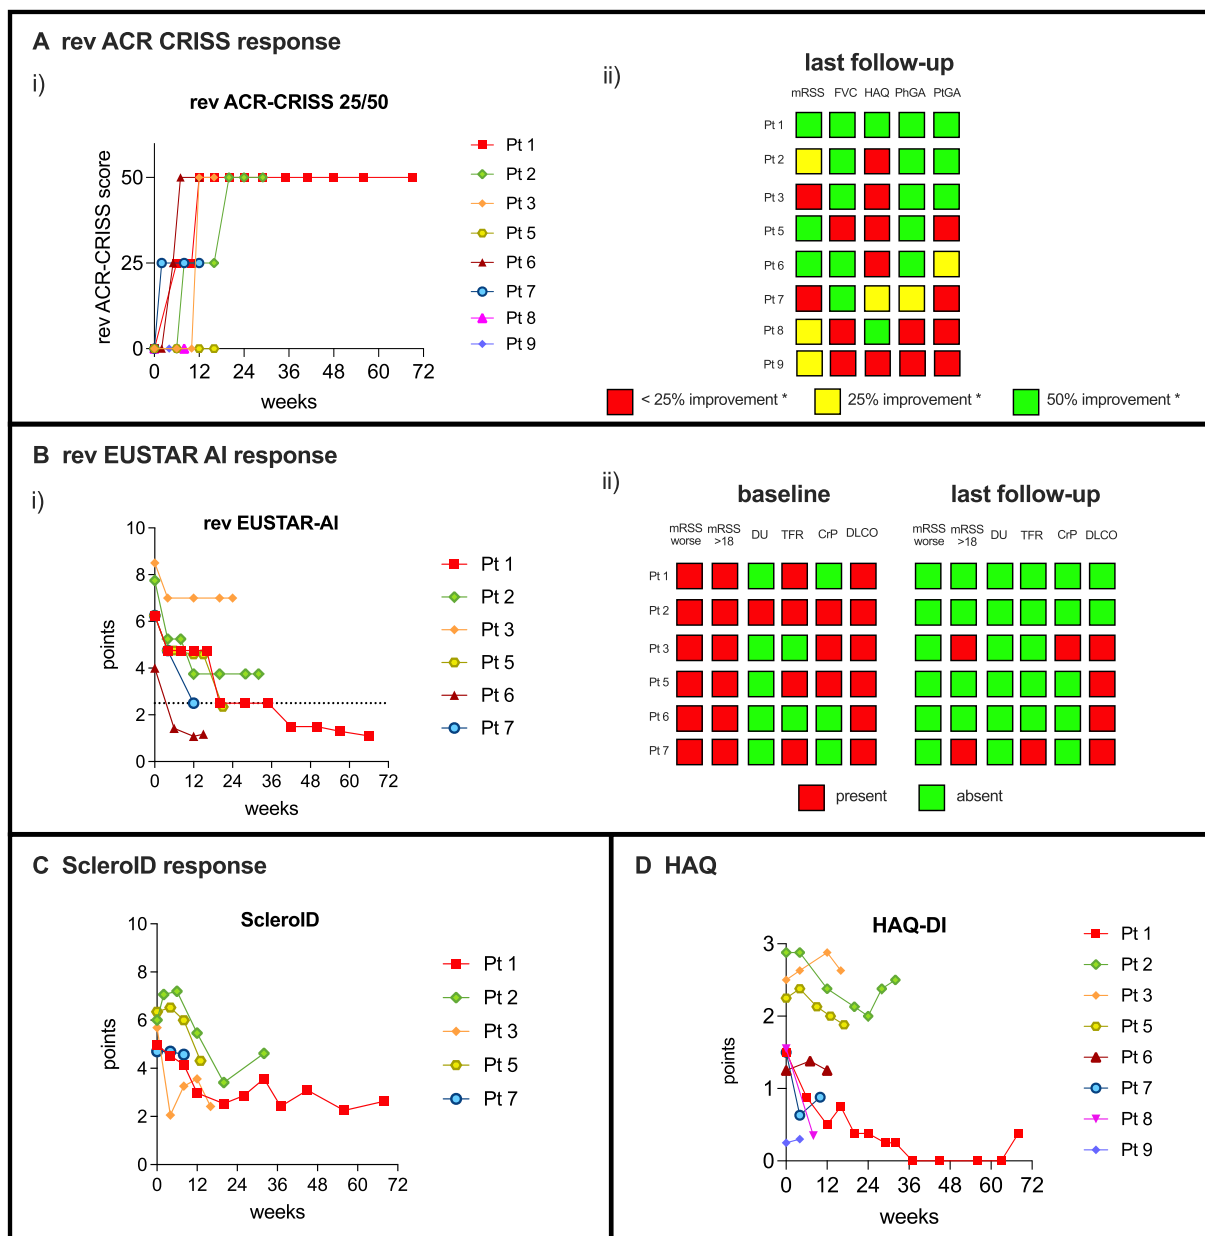 A rev ACR CRISS response
i)
rev ACR-CRISS 25/50
rev ACR-CRISS score
50
25
0
0 12 24 36 48 60 72
weeks
Pt 1
Pt 2
Pt 3
Pt 5
Pt 6
Pt 7
Pt 8
Pt 9
ii)
last follow-up
mRSS FVC HAQ PhGA PtGA
Pt 1
Pt 2
Pt 3
Pt 5
Pt 6
Pt 7
Pt 8
Pt 9
< 25% improvement * 25% improvement * 50% improvement *
B rev EUSTAR AI response
i)
rev EUSTAR-AI
points
10
8
6
4
2
0
0 12 24 36 48 60 72
weeks
Pt 1
Pt 2
Pt 3
Pt 5
Pt 6
Pt 7
ii)
baseline last follow-up
mRSS worse mRSS >18 DU TFR CrP DLCO mRSS worse mRSS >18 DU TFR CrP DLCO
Pt 1
Pt 2
Pt 3
Pt 5
Pt 6
Pt 7
present absent
C ScleroID response
ScleroID
points
10
8
6
4
2
0
0 12 24 36 48 60 72
weeks
Pt 1
Pt 2
Pt 3
Pt 5
Pt 7
D HAQ
HAQ-DI
points
3
2
1
0
0 12 24 36 48 60 72
weeks
Pt 1
Pt 2
Pt 3
Pt 5
Pt 6
Pt 7
Pt 8
Pt 9